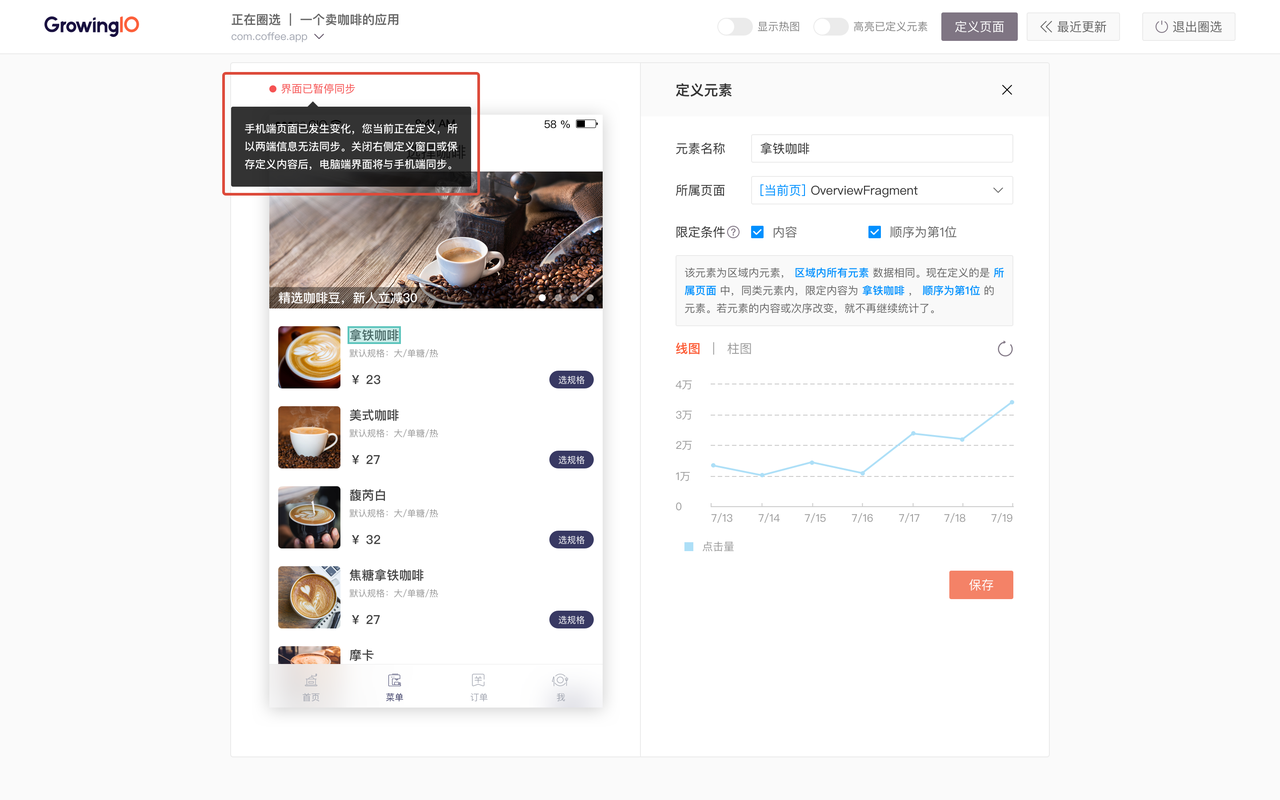 GrowingIO
正在圈选 | 一个卖咖啡的应用
com.coffee.app
显示热图
高亮已定义元素
定义页面
最近更新
退出圈选
界面已暂停同步
手机端页面已发生变化，您当前正在定义，所
以两端信息无法同步。关闭右侧定义窗口或保
存定义内容后，电脑端界面将与手机端同步。
9:41 AM
58 %
精选咖啡豆，新人立减30
拿铁咖啡
默认规格：大/单糖/热
¥ 23
选规格
美式咖啡
默认规格：大/单糖/热
¥ 27
选规格
馥芮白
默认规格：大/单糖/热
¥ 32
选规格
焦糖拿铁咖啡
默认规格：大/单糖/热
¥ 27
选规格
摩卡
首页
菜单
订单
我
定义元素
元素名称
拿铁咖啡
所属页面
[当前页] OverviewFragment
限定条件 ?
内容
顺序为第1位
该元素为区域内元素， 区域内所有元素 数据相同。现在定义的是 所
属页面 中，同类元素内，限定内容为 拿铁咖啡 ， 顺序为第1位 的
元素。若元素的内容或次序改变，就不再继续统计了。
线图 | 柱图
4万
3万
2万
1万
0
7/13 7/14 7/15 7/16 7/17 7/18 7/19
点击量
保存